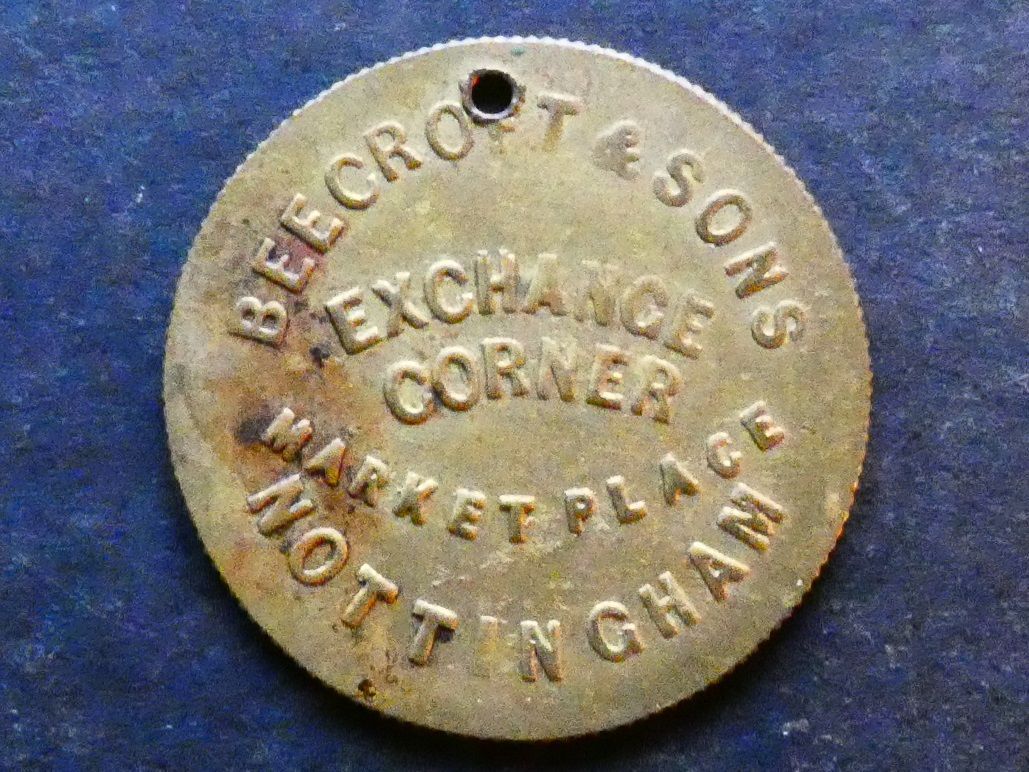 BEECROFT & SONS
EXCHANGE
CORNER
MARKET PLACE
NOTTINGHAM